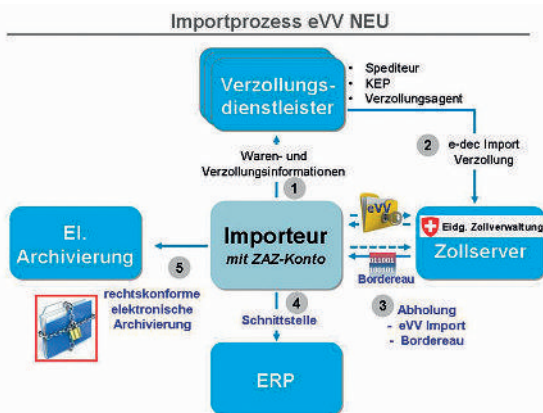 Importprozess eVV NEU
Verzollungs-
dienstleister
• Spediteur
• KEP
• Verzollungsagent
Waren- und
Verzollungsinformationen
1
2
e-dec Import
Verzollung
eVV
El.
Archivierung
Importeur
mit ZAZ-Konto
Eidg. Zollverwaltung
Zollserver
5
rechtskonforme
elektronische
Archivierung
4
Schnittstelle
Bordereau
3
Abholung
- eVV Import
- Bordereau
ERP